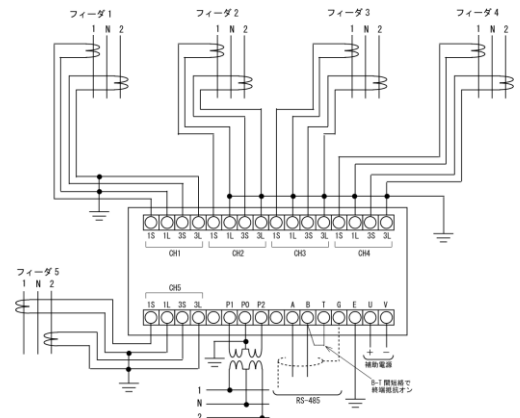 フィーダ1 フィーダ2 フィーダ3 フィーダ4
1 N 2 1 N 2 1 N 2 1 N 2
1S 1L 3S 3L 1S 1L 3S 3L 1S 1L 3S 3L 1S 1L 3S 3L
CH1 CH2 CH3 CH4
フィーダ5
1 N 2
CH5
1S 1L 3S 3L P1 P0 P2 A B T G E U V
+ −
補助電源
B-T間短絡で
終端抵抗オン
1
N
2
RS-485